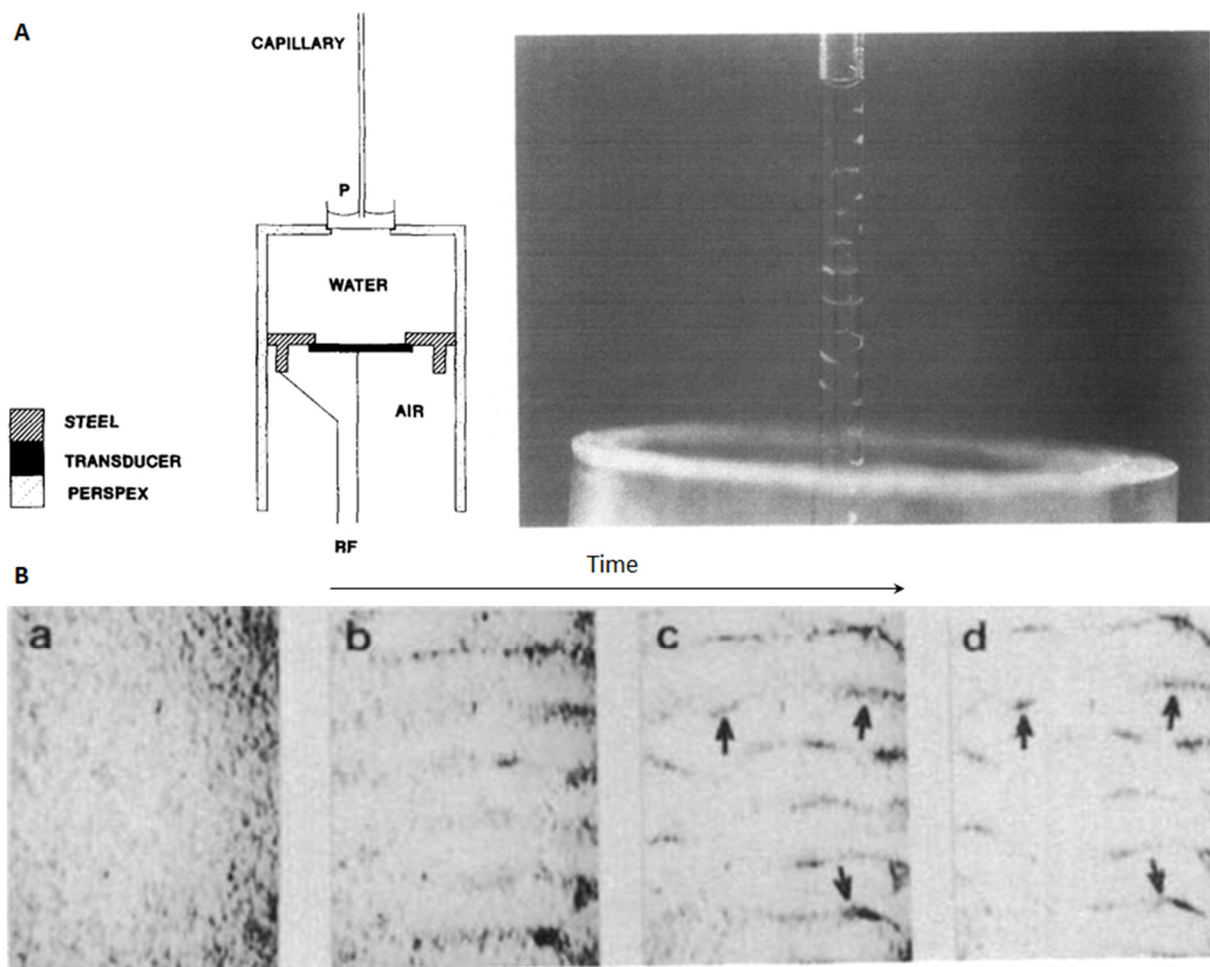 A
CAPILLARY
P
WATER
AIR
STEEL
TRANSDUCER
PERSPEX
RF
Time
B
a
b
c
d